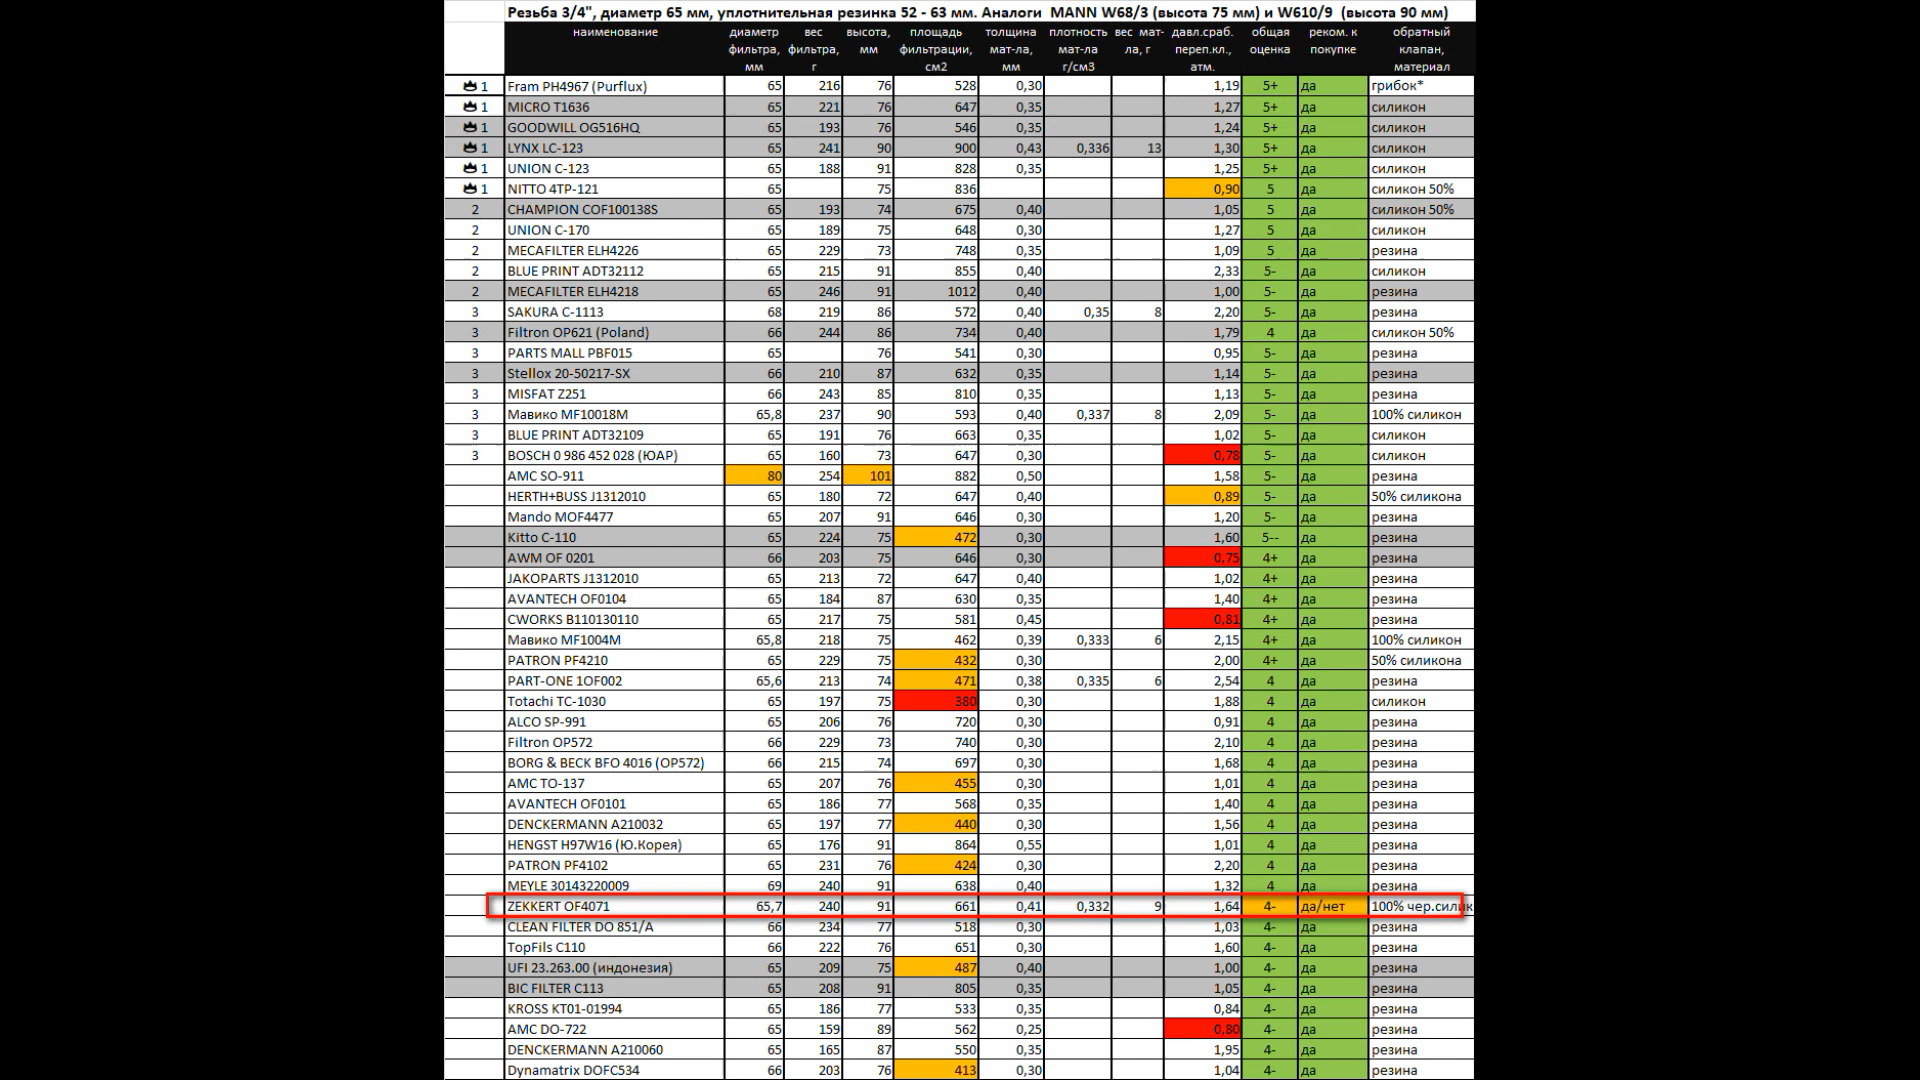 Резьба 3/4", диаметр 65 мм, уплотнительная резинка 52 - 63 мм. Аналоги MANN W68/3 (высота 75 мм) и W610/9 (высота 90 мм)
наименование диаметр фильтра, мм вес фильтра, г высота, мм площадь фильтрации, см2 толщина мат-ла, мм плотность мат-ла г/см3 вес мат-ла, г давл.сраб. переп.кл., атм. общая оценка реком. к покупке обратный клапан, материал
1 Fram PH4967 (Purflux) 65 216 76 528 0,30 1,19 5+ да грибок*
1 MICRO T1636 65 221 76 647 0,35 1,27 5+ да силикон
1 GOODWILL OG516HQ 65 193 76 546 0,35 1,24 5+ да силикон
1 LYNX LC-123 65 241 90 900 0,43 0,336 13 1,30 5+ да силикон
1 UNION C-123 65 188 91 828 0,35 1,25 5+ да силикон
1 NITTO 4TP-121 65 75 836 0,90 5 да силикон 50%
2 CHAMPION COF100138S 65 193 74 675 0,40 1,05 5 да силикон 50%
2 UNION C-170 65 189 75 648 0,30 1,27 5 да силикон
2 MECAFILTER ELH4226 65 229 73 748 0,35 1,09 5 да резина
2 BLUE PRINT ADT32112 65 215 91 855 0,40 2,33 5- да силикон
2 MECAFILTER ELH4218 65 246 91 1012 0,40 1,00 5- да резина
3 SAKURA C-1113 68 219 86 572 0,40 0,35 8 2,20 5- да резина
3 Filtron OP621 (Poland) 66 244 86 734 0,40 1,79 4 да силикон 50%
3 PARTS MALL PBF015 65 76 541 0,30 0,95 5- да резина
3 Stellox 20-50217-SX 66 210 87 632 0,35 1,14 5- да резина
3 MISFAT Z251 66 243 85 810 0,35 1,13 5- да резина
3 Мавико MF10018M 65,8 237 90 593 0,40 0,337 8 2,09 5- да 100% силикон
3 BLUE PRINT ADT32109 65 191 76 663 0,35 1,02 5- да силикон
3 BOSCH 0 986 452 028 (ЮАР) 65 160 73 647 0,30 0,78 5- да силикон
AMC SO-911 80 254 101 882 0,50 1,58 5- да резина
HERTH+BUSS J1312010 65 180 72 647 0,40 0,89 5- да 50% силикона
Mando MOF4477 65 207 91 646 0,30 1,20 5- да резина
Kitto C-110 65 224 75 472 0,30 1,60 5-- да резина
AWM OF 0201 66 203 75 646 0,30 0,75 4+ да резина
JAKOPARTS J1312010 65 213 72 647 0,40 1,02 4+ да резина
AVANTECH OF0104 65 184 87 630 0,35 1,40 4+ да резина
CWORKS B110130110 65 217 75 581 0,45 0,81 4+ да резина
Мавико MF1004M 65,8 218 75 462 0,39 0,333 6 2,15 4+ да 100% силикон
PATRON PF4210 65 229 75 432 0,30 2,00 4+ да 50% силикона
PART-ONE 1OF002 65,6 213 74 471 0,38 0,335 6 2,54 4 да резина
Totachi TC-1030 65 197 75 380 0,30 1,88 4 да силикон
ALCO SP-991 65 206 76 720 0,30 0,91 4 да резина
Filtron OP572 66 229 73 740 0,30 2,10 4 да резина
BORG & BECK BFO 4016 (OP572) 66 215 74 697 0,30 1,68 4 да резина
AMC TO-137 65 207 76 455 0,30 1,01 4 да резина
AVANTECH OF0101 65 186 77 568 0,35 1,40 4 да резина
DENCKERMANN A210032 65 197 77 440 0,30 1,56 4 да резина
HENGST H97W16 (Ю.Корея) 65 176 91 864 0,55 1,01 4 да резина
PATRON PF4102 65 231 76 424 0,30 2,20 4 да резина
MEYLE 30143220009 69 240 91 638 0,40 1,32 4 да резина
ZEKKERT OF4071 65,7 240 91 661 0,41 0,332 9 1,64 4- да/нет 100% чер.силик
CLEAN FILTER DO 851/A 66 234 77 518 0,30 1,03 4- да резина
TopFils C110 66 222 76 651 0,30 1,60 4- да резина
UFI 23.263.00 (индонезия) 65 209 75 487 0,40 1,00 4- да резина
BIC FILTER C113 65 208 91 805 0,35 1,05 4- да резина
KROSS KT01-01994 65 186 77 533 0,35 0,84 4- да резина
AMC DO-722 65 159 89 562 0,25 0,80 4- да резина
DENCKERMANN A210060 65 165 87 550 0,35 1,95 4- да резина
Dynamatrix DOFC534 66 203 76 413 0,30 1,04 4- да резина